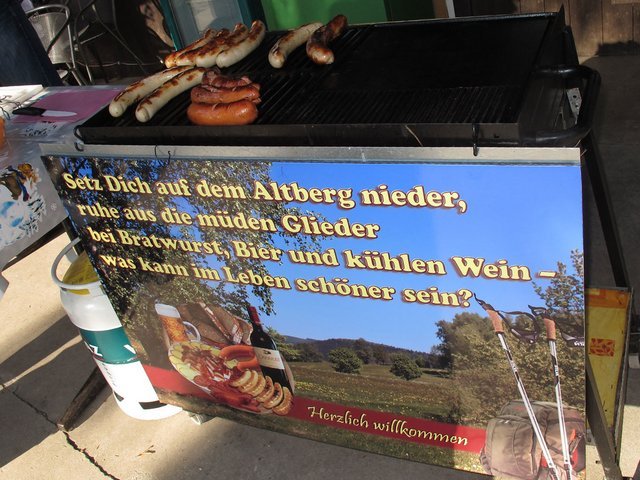 Setz Dich auf dem Altberg nieder,
ruhe aus die müden Glieder
bei Bratwurst, Bier und kühlen Wein –
was kann im Leben schöner sein?
Herzlich willkommen